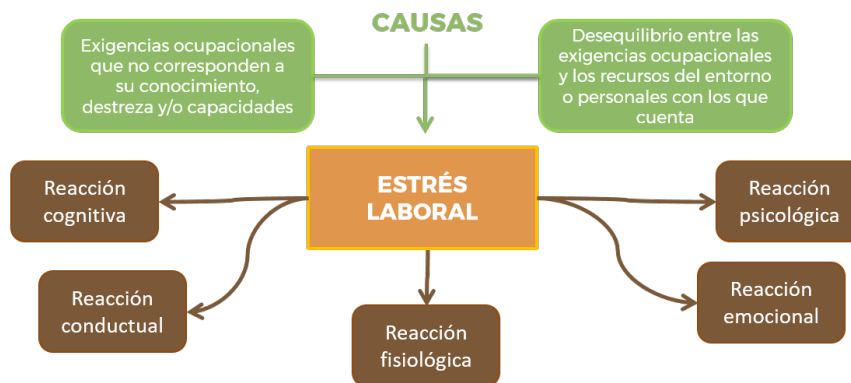 CAUSAS
Exigencias ocupacionales
que no corresponden a
su conocimiento,
destreza y/o capacidades
Desequilibrio entre las
exigencias ocupacionales
y los recursos del entorno
o personales con los que
cuenta
ESTRÉS
LABORAL
Reacción
cognitiva
Reacción
conductual
Reacción
fisiológica
Reacción
psicológica
Reacción
emocional